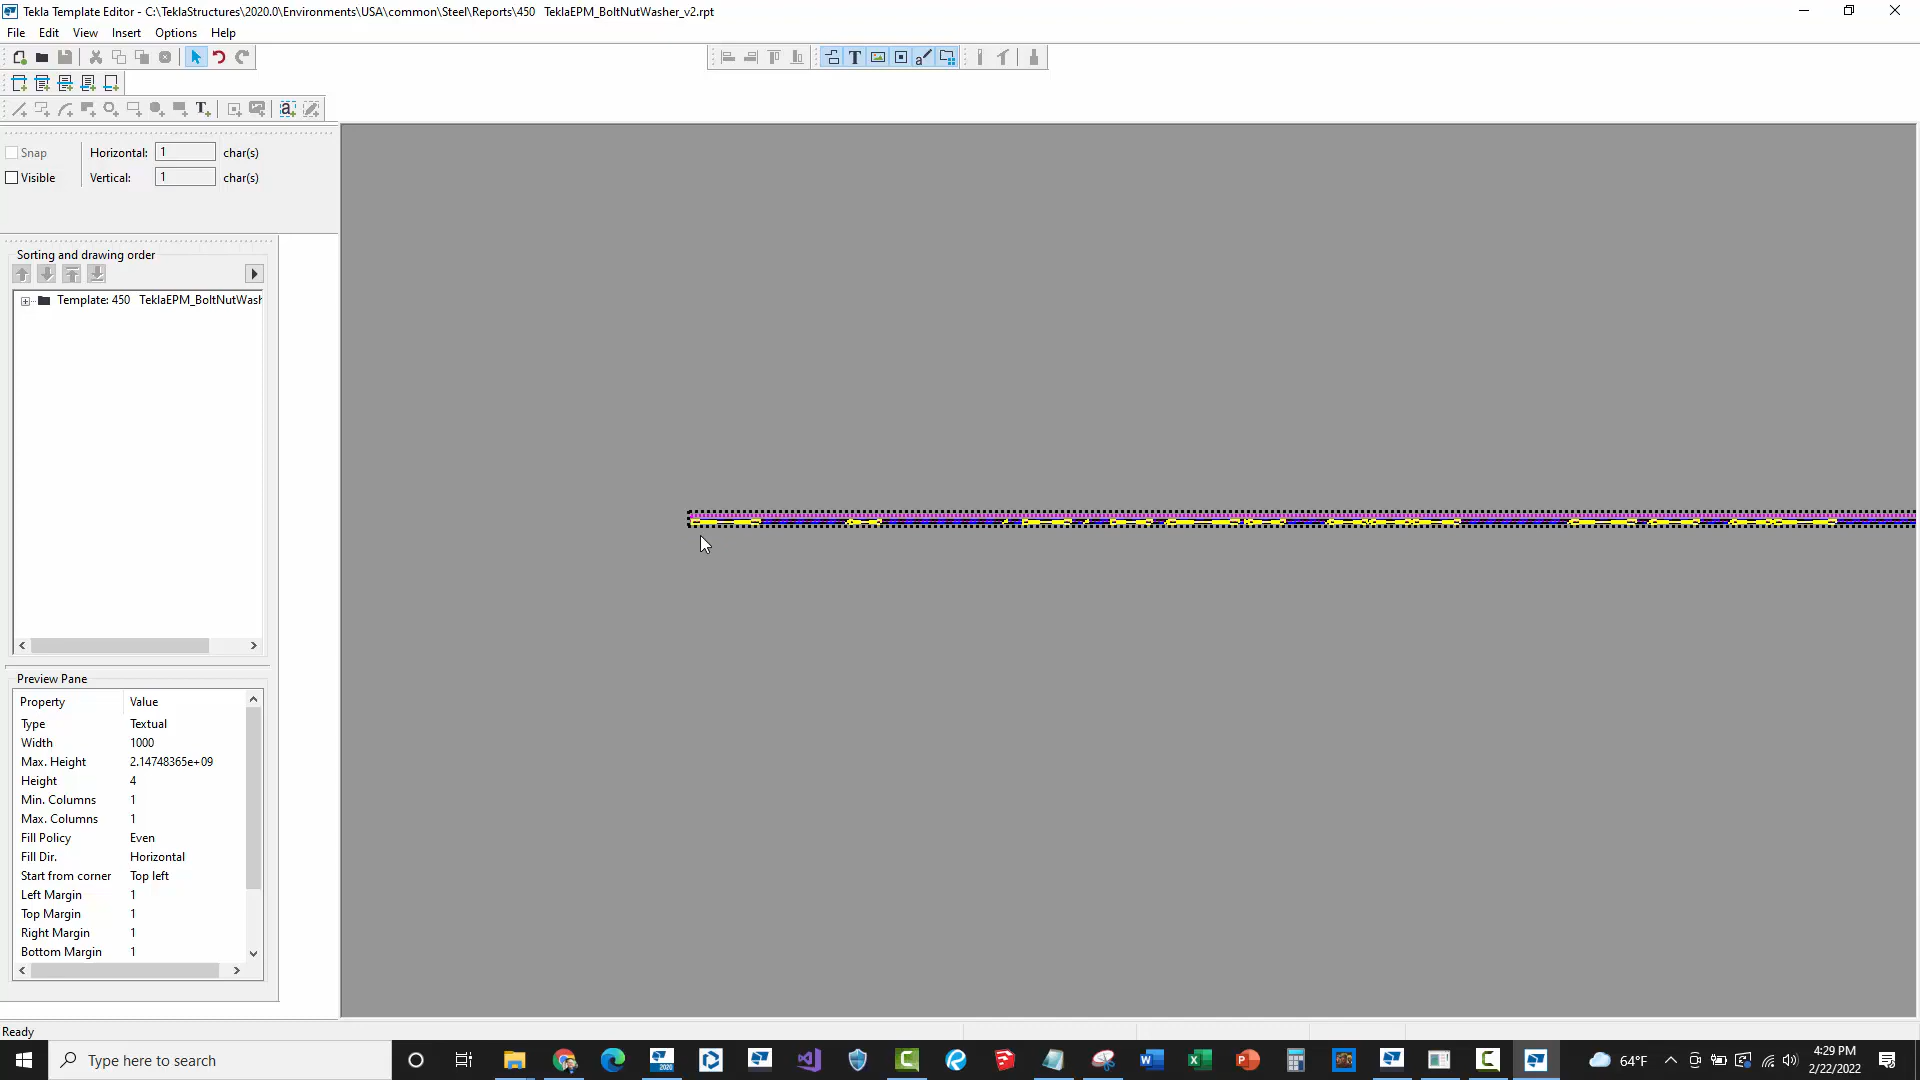 Tekla Template Editor - C:\TeklaStructures\2020.0\Environments\USA\common\Steel\Reports\450   TeklaEPM_BoltNutWasher_v2.rpt
File Edit View Insert Options Help
Snap Horizontal: 1 char(s)
Visible Vertical: 1 char(s)
Sorting and drawing order
Template: 450   TeklaEPM_BoltNutWash
Preview Pane
Property Value
Type Textual
Width 1000
Max. Height 2.14748365e+09
Height 4
Min. Columns 1
Max. Columns 1
Fill Policy Even
Fill Dir. Horizontal
Start from corner Top left
Left Margin 1
Top Margin 1
Right Margin 1
Bottom Margin 1
Ready
Type here to search
2020
64°F
4:29 PM
2/22/2022